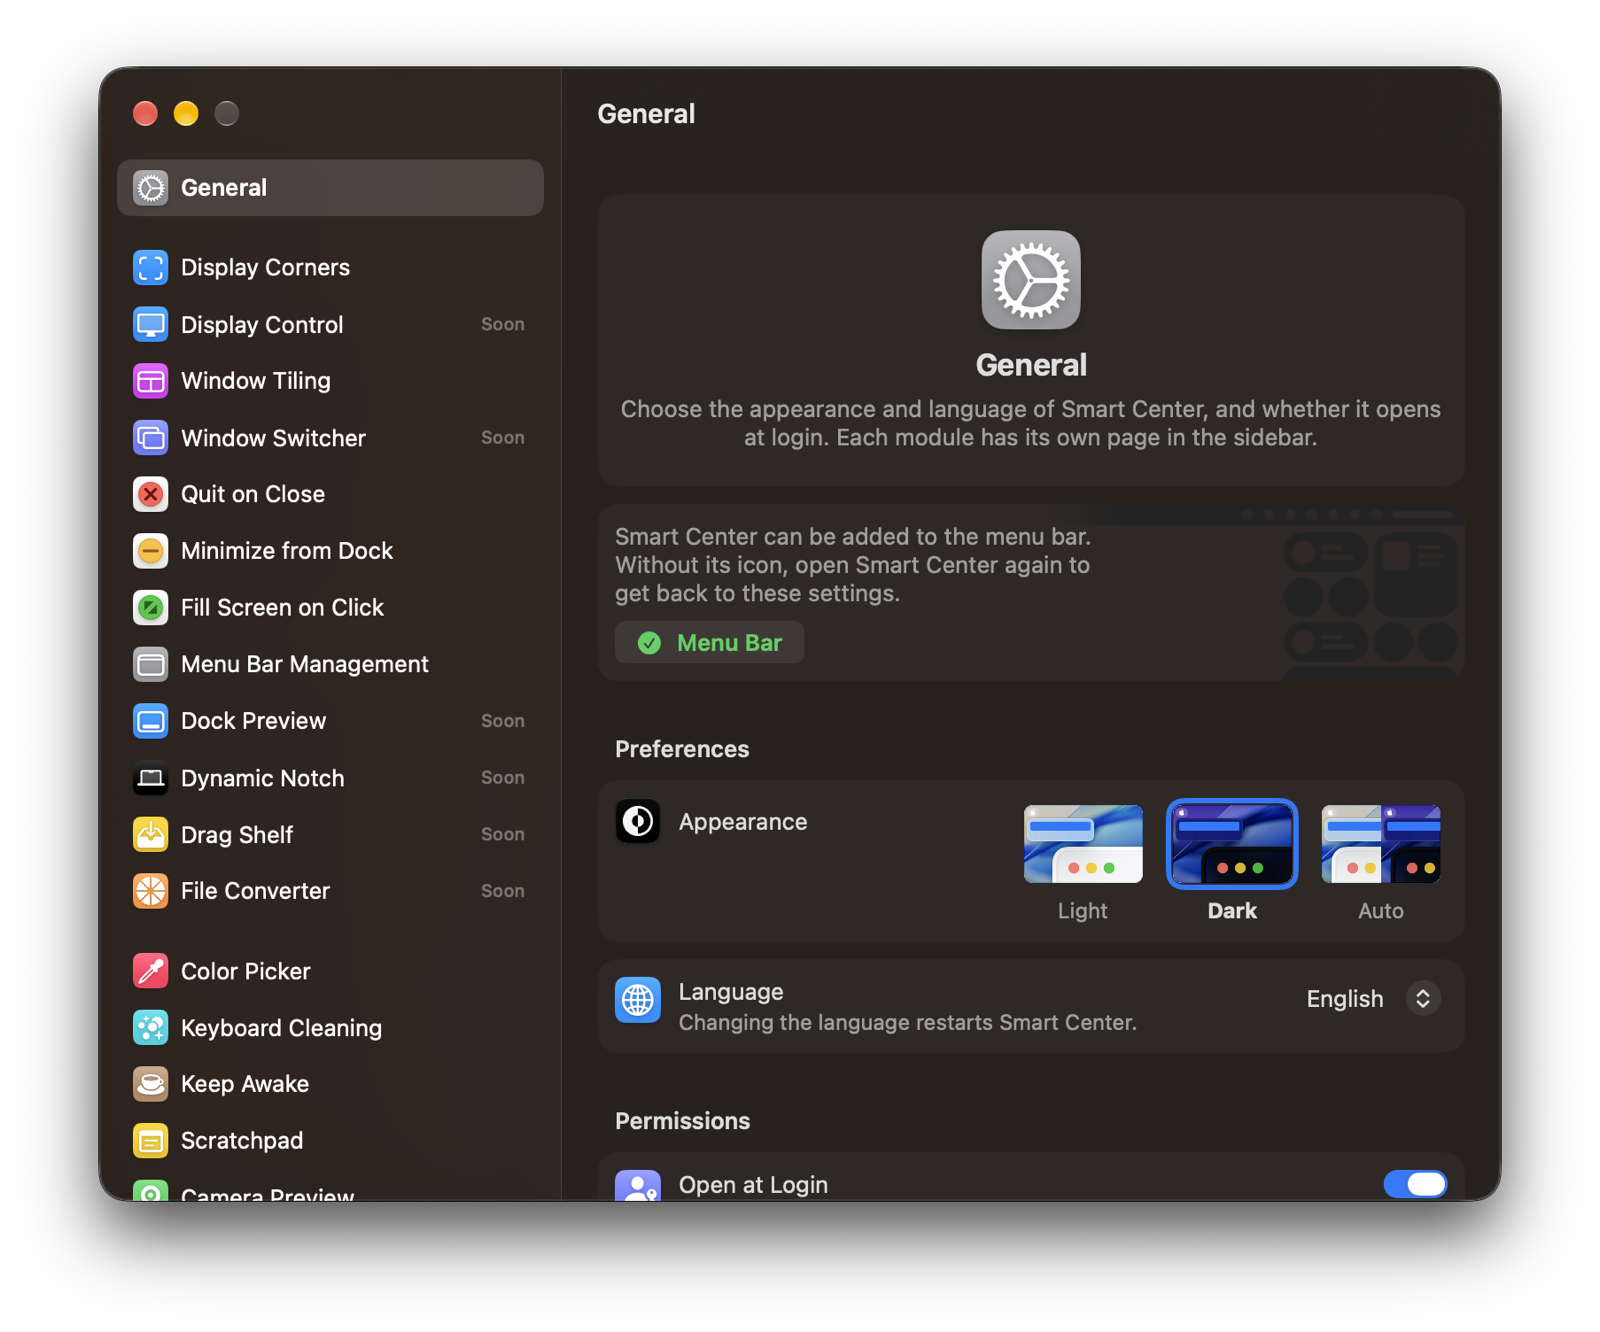 General
Display Corners
Display Control Soon
Window Tiling
Window Switcher Soon
Quit on Close
Minimize from Dock
Fill Screen on Click
Menu Bar Management
Dock Preview Soon
Dynamic Notch Soon
Drag Shelf Soon
File Converter Soon
Color Picker
Keyboard Cleaning
Keep Awake
Scratchpad
Camera Preview
General
General
Choose the appearance and language of Smart Center, and whether it opens
at login. Each module has its own page in the sidebar.
Smart Center can be added to the menu bar.
Without its icon, open Smart Center again to
get back to these settings.
Menu Bar
Preferences
Appearance
Light
Dark
Auto
Language
Changing the language restarts Smart Center.
English
Permissions
Open at Login